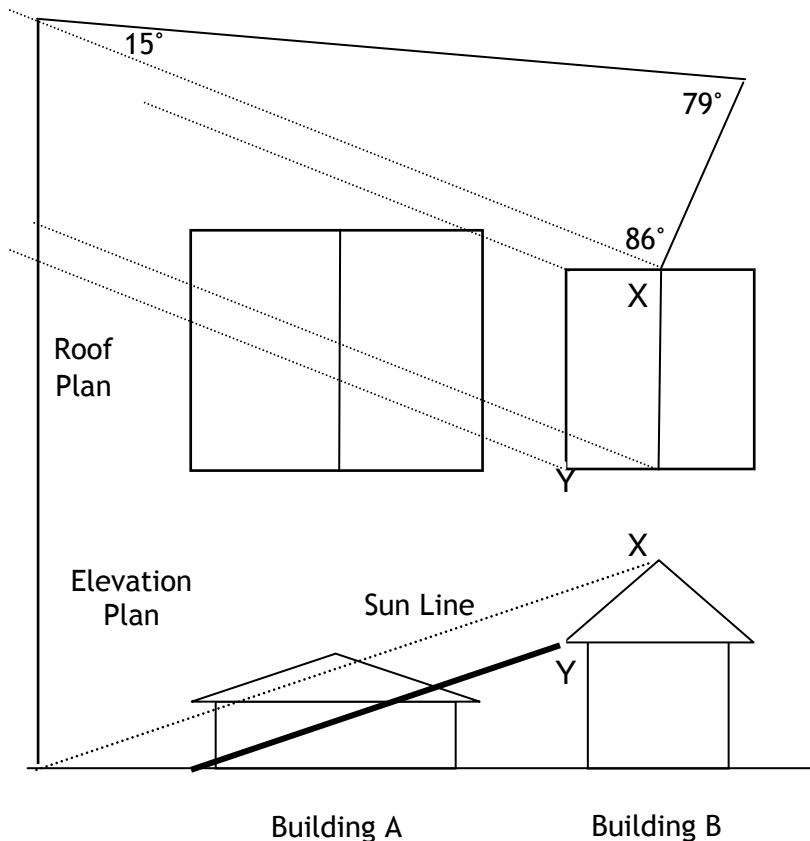 15°
79°
86°
X
Roof
Plan
Y
X
Elevation
Plan
Sun Line
Y
Building A
Building B